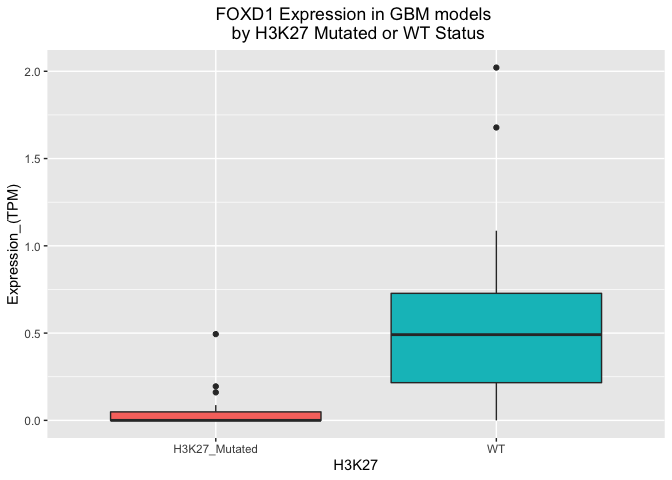 FOXD1 Expression in GBM models
by H3K27 Mutated or WT Status
Expression_(TPM)
2.0
1.5
1.0
0.5
0.0
H3K27_Mutated
WT
H3K27